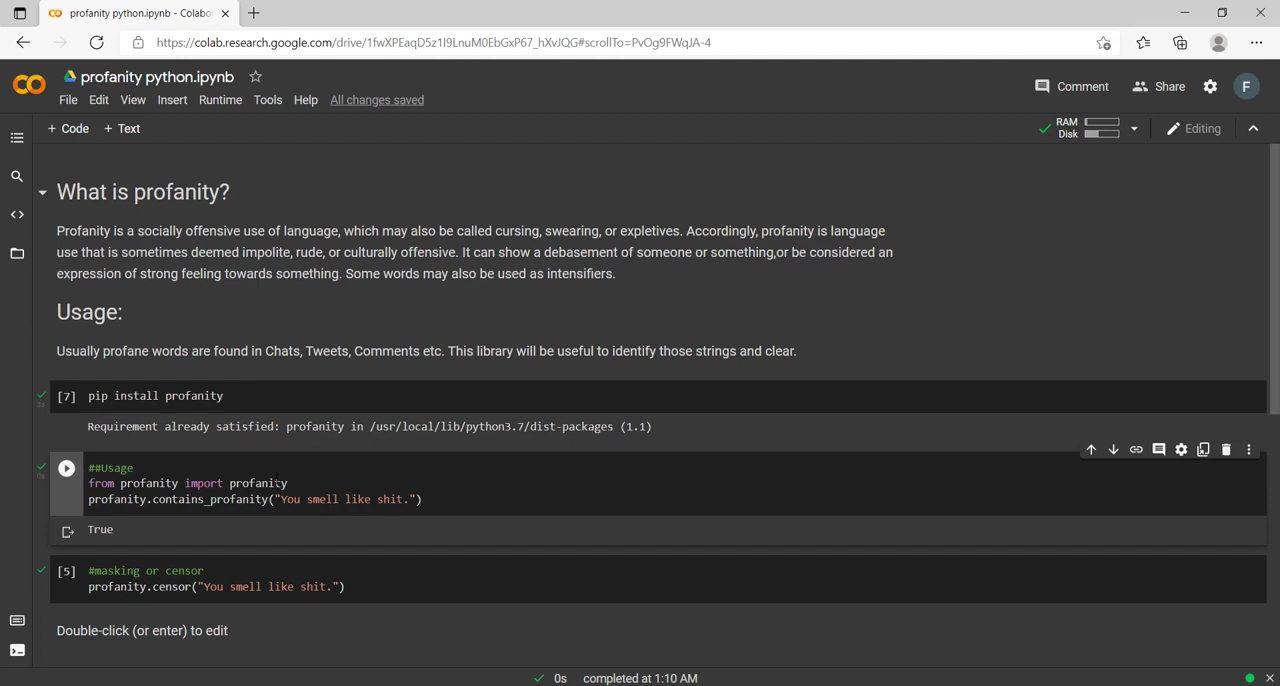 profanity python.ipynb - Colabo
https://colab.research.google.com/drive/1fwXPEaqD5z1I9LnuM0EbGxP67_hXvJQG#scrollTo=PvOg9FWqJA-4
profanity python.ipynb
Comment
Share
F
File Edit View Insert Runtime Tools Help All changes saved
+ Code + Text
RAM
Disk
Editing
What is profanity?
Profanity is a socially offensive use of language, which may also be called cursing, swearing, or expletives. Accordingly, profanity is language
use that is sometimes deemed impolite, rude, or culturally offensive. It can show a debasement of someone or something,or be considered an
expression of strong feeling towards something. Some words may also be used as intensifiers.
Usage:
Usually profane words are found in Chats, Tweets, Comments etc. This library will be useful to identify those strings and clear.
[7] pip install profanity
Requirement already satisfied: profanity in /usr/local/lib/python3.7/dist-packages (1.1)
##Usage
0s
from profanity import profanity
profanity.contains_profanity("You smell like shit.")
True
[5] #masking or censor
profanity.censor("You smell like shit.")
Double-click (or enter) to edit
0s completed at 1:10 AM